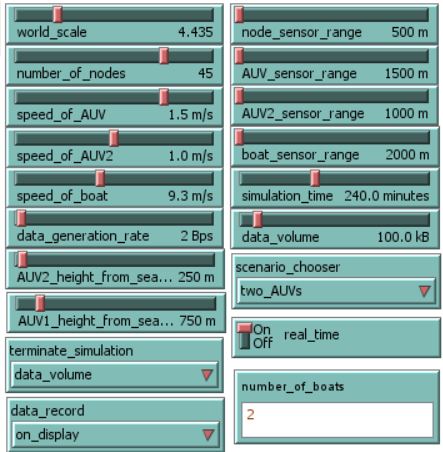 world_scale 4.435
number_of_nodes 45
speed_of_AUV 1.5 m/s
speed_of_AUV2 1.0 m/s
speed_of_boat 9.3 m/s
data_generation_rate 2 Bps
AUV2_height_from_sea... 250 m
AUV1_height_from_sea... 750 m
terminate_simulation
data_volume
data_record
on_display
node_sensor_range 500 m
AUV_sensor_range 1500 m
AUV2_sensor_range 1000 m
boat_sensor_range 2000 m
simulation_time 240.0 minutes
data_volume 100.0 kB
scenario_chooser
two_AUVs
On
Off real_time
number_of_boats
2